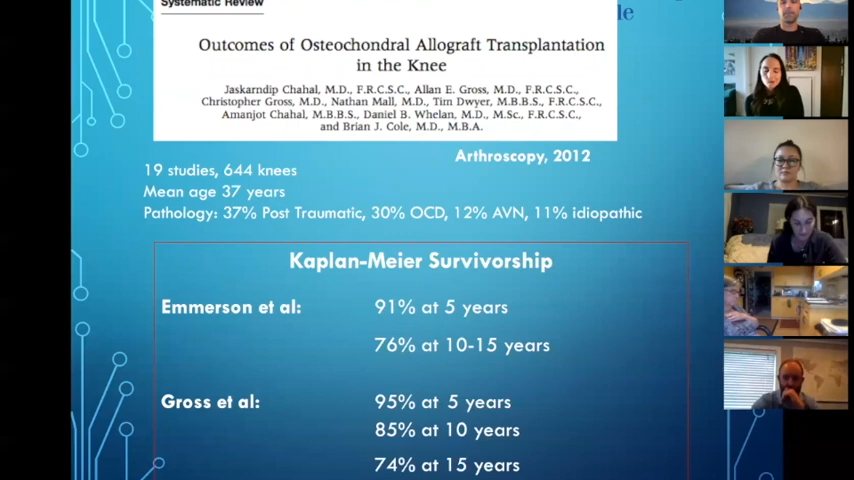 Systematic Review
Outcomes of Osteochondral Allograft Transplantation
in the Knee
Jaskarndip Chahal, M.D., F.R.C.S.C., Allan E. Gross, M.D., F.R.C.S.C.,
Christopher Gross, M.D., Nathan Mall, M.D., Tim Dwyer, M.B.B.S., F.R.C.S.C.,
Amanjot Chahal, M.B.B.S., Daniel B. Whelan, M.D., M.Sc., F.R.C.S.C.,
and Brian J. Cole, M.D., M.B.A.
Arthroscopy, 2012
19 studies, 644 knees
Mean age 37 years
Pathology: 37% Post Traumatic, 30% OCD, 12% AVN, 11% idiopathic
Kaplan-Meier Survivorship
Emmerson et al: 91% at 5 years
76% at 10-15 years
Gross et al: 95% at 5 years
85% at 10 years
74% at 15 years